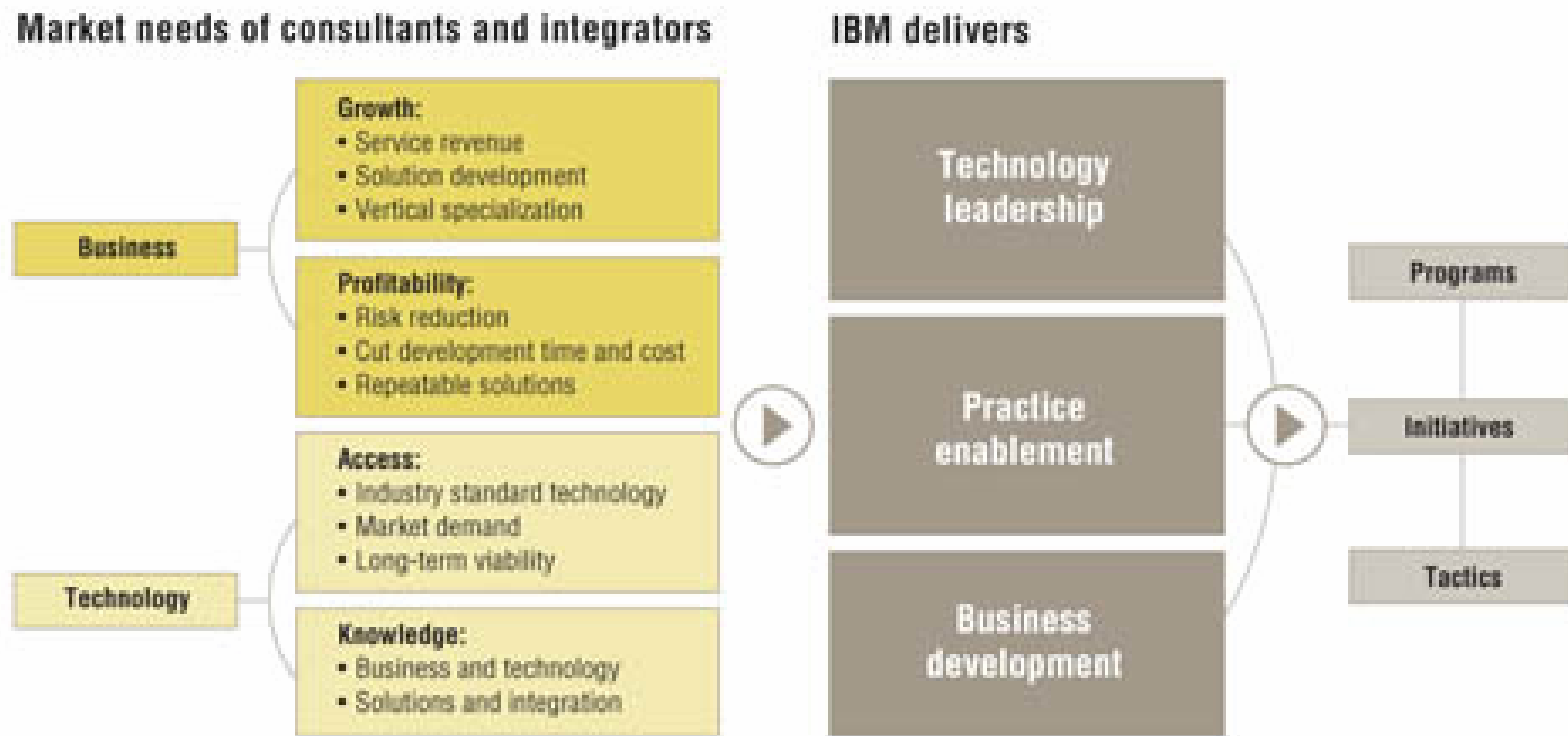 Market needs of consultants and integrators
IBM delivers
Business
Growth:
▪ Service revenue
▪ Solution development
▪ Vertical specialization
Profitability:
▪ Risk reduction
▪ Cut development time and cost
▪ Repeatable solutions
Technology
Access:
▪ Industry standard technology
▪ Market demand
▪ Long-term viability
Knowledge:
▪ Business and technology
▪ Solutions and integration
Technology
leadership
Practice
enablement
Business
development
Programs
Initiatives
Tactics